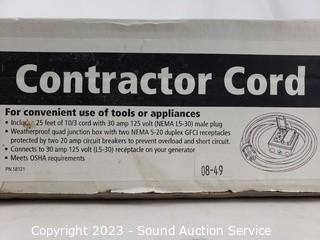 Contractor Cord
For convenient use of tools or appliances
• Includes 25 feet of 10/3 cord with 30 amp 125 volt (NEMA L5-30) male plug
• Weatherproof quad junction box with two NEMA 5-20 duplex GFCI receptacles
protected by two 20 amp circuit breakers to prevent overload and short circuit.
• Connects to 30 amp 125 volt (L5-30) receptacle on your generator
• Meets OSHA requirements
PN 58121
08-49
Copyright 2023 - Sound Auction Service